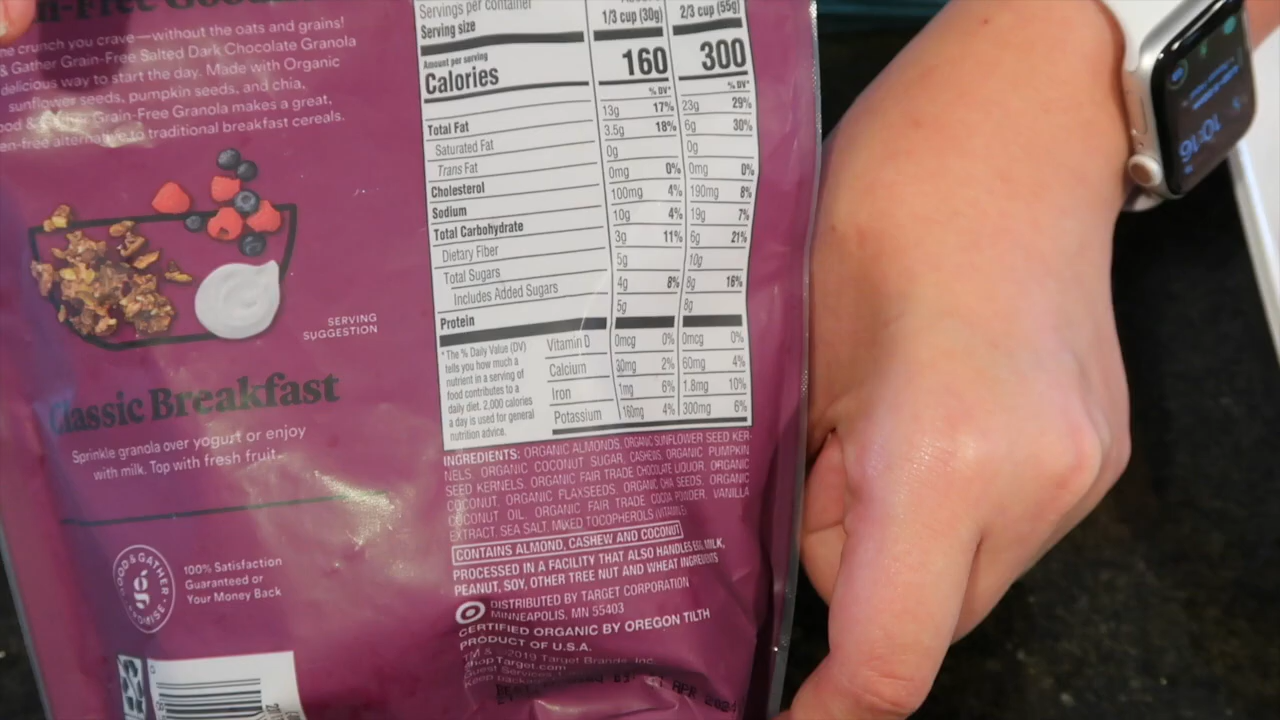 n-Free
crunch you crave—without the oats and grains!
& Gather Grain-Free Salted Dark Chocolate Granola
delicious way to start the day. Made with Organic
sunflower seeds, pumpkin seeds, and chia,
Grain-Free Granola makes a great,
alternative to traditional breakfast cereals.
SERVING
SUGGESTION
Classic Breakfast
Sprinkle granola over yogurt or enjoy
with milk. Top with fresh fruit.
GOOD & GATHER
g
PROMISE
100% Satisfaction
Guaranteed or
Your Money Back
Servings per container
Serving size 1/3 cup (30g) 2/3 cup (55g)
Amount per serving
Calories 160 300
% DV* % DV*
Total Fat 13g 17% 23g 29%
Saturated Fat 3.5g 18% 6g 30%
Trans Fat 0g 0g
Cholesterol 0mg 0% 0mg 0%
Sodium 100mg 4% 190mg 8%
Total Carbohydrate 10g 4% 19g 7%
Dietary Fiber 3g 11% 6g 21%
Total Sugars 5g 10g
Includes Added Sugars 4g 8% 8g 16%
Protein 5g 8g
Vitamin D 0mcg 0% 0mcg 0%
Calcium 30mg 2% 60mg 4%
Iron 1mg 6% 1.8mg 10%
Potassium 160mg 4% 300mg 6%
* The % Daily Value (DV)
tells you how much a
nutrient in a serving of
food contributes to a
daily diet. 2,000 calories
a day is used for general
nutrition advice.
INGREDIENTS: ORGANIC ALMONDS, ORGANIC SUNFLOWER SEED KER-
NELS, ORGANIC COCONUT SUGAR, CASHEWS, ORGANIC PUMPKIN
SEED KERNELS, ORGANIC FAIR TRADE CHOCOLATE LIQUOR, ORGANIC
COCONUT, ORGANIC FLAXSEEDS, ORGANIC CHIA SEEDS, ORGANIC
COCONUT OIL, ORGANIC FAIR TRADE COCOA POWDER, VANILLA
EXTRACT, SEA SALT, MIXED TOCOPHEROLS (VITAMIN E)
CONTAINS ALMOND, CASHEW AND COCONUT
PROCESSED IN A FACILITY THAT ALSO HANDLES EGG, MILK,
PEANUT, SOY, OTHER TREE NUT AND WHEAT INGREDIENTS
DISTRIBUTED BY TARGET CORPORATION
MINNEAPOLIS, MN 55403
CERTIFIED ORGANIC BY OREGON TILTH
PRODUCT OF U.S.A.
TM & ©2019 Target Brands, Inc.
ShopTarget.com
Guest Services
APR
10:16